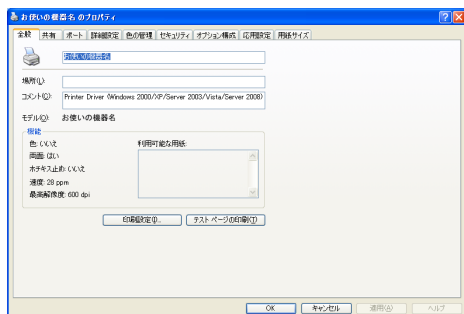 お使いの機器名 のプロパティ
全般 共有 ポート 詳細設定 色の管理 セキュリティ オプション構成 応用設定 用紙サイズ
お使いの機器名
場所(L):
コメント(C): Printer Driver (Windows 2000/XP/Server 2003/Vista/Server 2008)
モデル(O): お使いの機器名
機能
色: いいえ 利用可能な用紙:
両面: はい
ホチキス止め: いいえ
速度: 28 ppm
最高解像度: 600 dpi
印刷設定(I)... テスト ページの印刷(T)
OK キャンセル 適用(A) ヘルプ